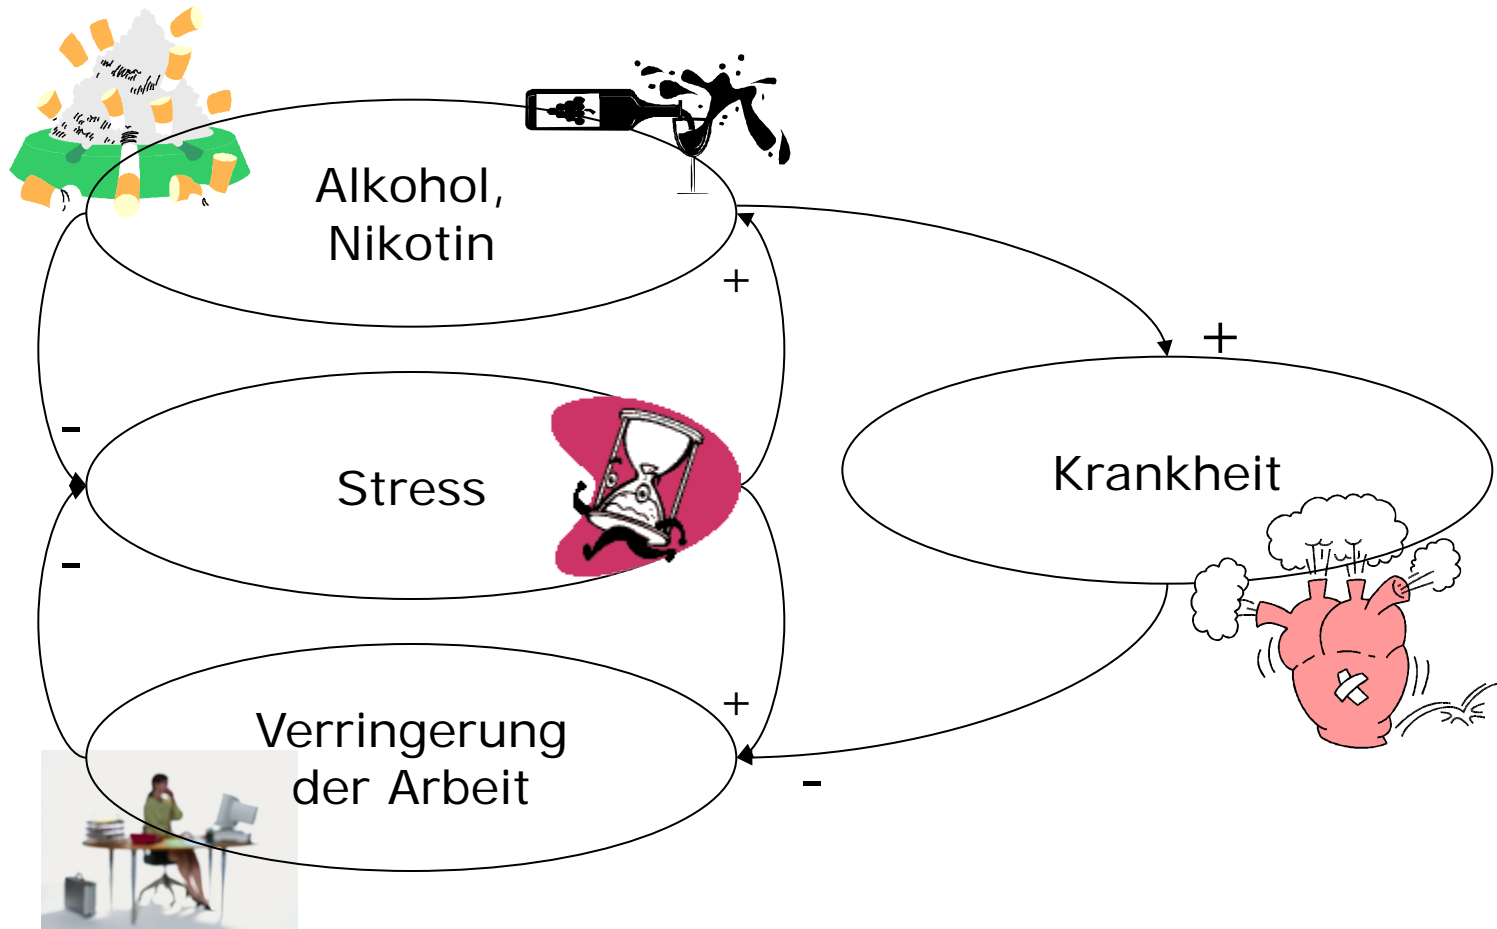 Alkohol,
Nikotin
+
+
-
Stress
Krankheit
-
+
Verringerung
der Arbeit
-